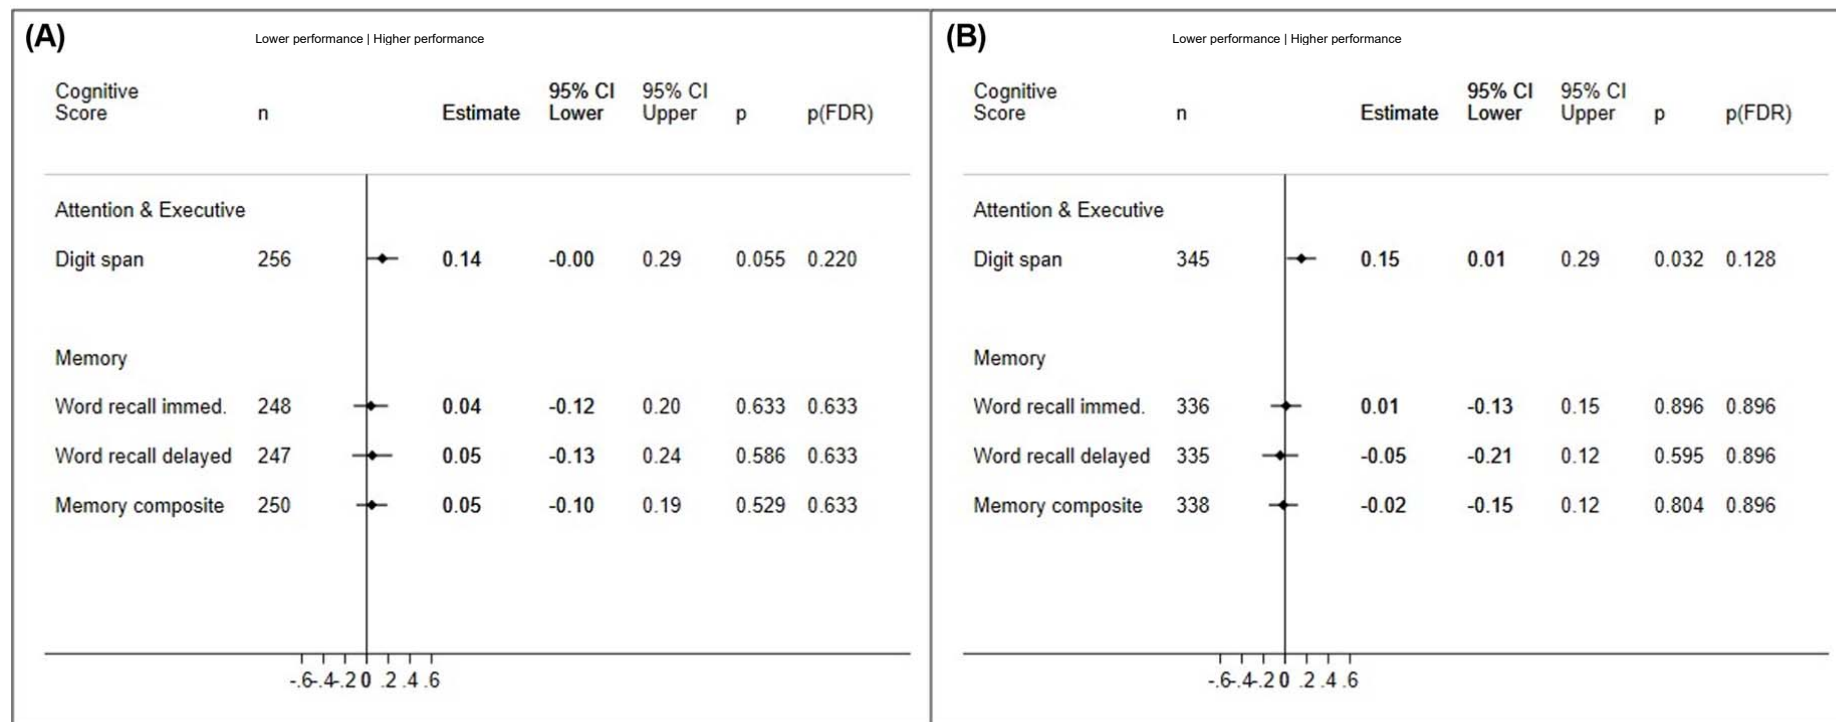 (A)
Lower performance | Higher performance
Cognitive Score n Estimate 95% CI Lower 95% CI Upper p p(FDR)
Attention & Executive
Digit span 256 0.14 -0.00 0.29 0.055 0.220
Memory
Word recall immed. 248 0.04 -0.12 0.20 0.633 0.633
Word recall delayed 247 0.05 -0.13 0.24 0.586 0.633
Memory composite 250 0.05 -0.10 0.19 0.529 0.633
-.6 -.4 -.2 0 .2 .4 .6
(B)
Lower performance | Higher performance
Cognitive Score n Estimate 95% CI Lower 95% CI Upper p p(FDR)
Attention & Executive
Digit span 345 0.15 0.01 0.29 0.032 0.128
Memory
Word recall immed. 336 0.01 -0.13 0.15 0.896 0.896
Word recall delayed 335 -0.05 -0.21 0.12 0.595 0.896
Memory composite 338 -0.02 -0.15 0.12 0.804 0.896
-.6 -.4 -.2 0 .2 .4 .6